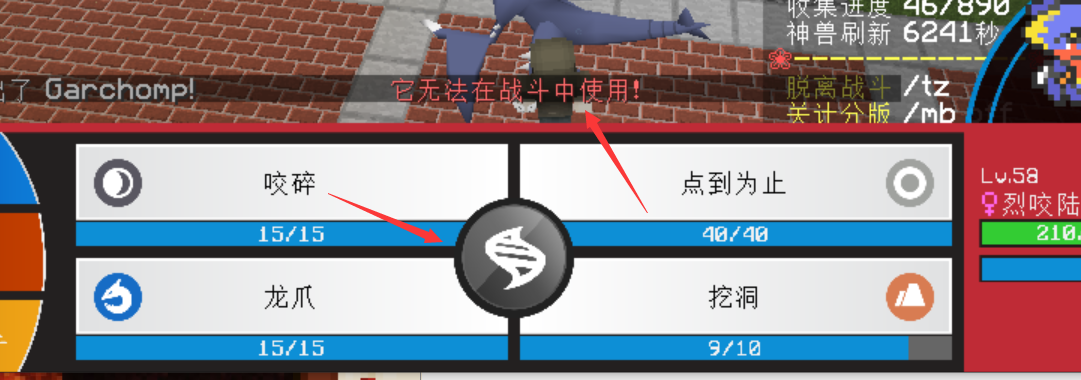 收集进度 467890
神兽刷新 6241秒
出了 Garchomp!
它无法在战斗中使用!
脱离战斗 /tz
关计分版 /mb off
咬碎
15/15
点到为止
40/40
龙爪
15/15
挖洞
9/10
Lv.58
♀烈咬陆
210.